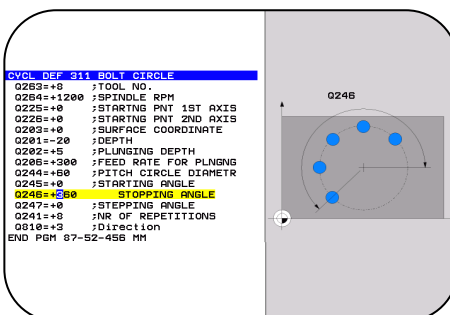 CYCL DEF 311 BOLT CIRCLE
Q263=+8 ;TOOL NO.
Q264=+1200 ;SPINDLE RPM
Q225=+0 ;STARTNG PNT 1ST AXIS
Q226=+0 ;STARTNG PNT 2ND AXIS
Q203=+0 ;SURFACE COORDINATE
Q201=-20 ;DEPTH
Q202=+5 ;PLUNGING DEPTH
Q206=+300 ;FEED RATE FOR PLNGNG
Q244=+60 ;PITCH CIRCLE DIAMETR
Q245=+0 ;STARTING ANGLE
Q246=+360 STOPPING ANGLE
Q247=+0 ;STEPPING ANGLE
Q241=+8 ;NR OF REPETITIONS
Q810=+3 ;Direction
END PGM 87-52-456 MM
Q246